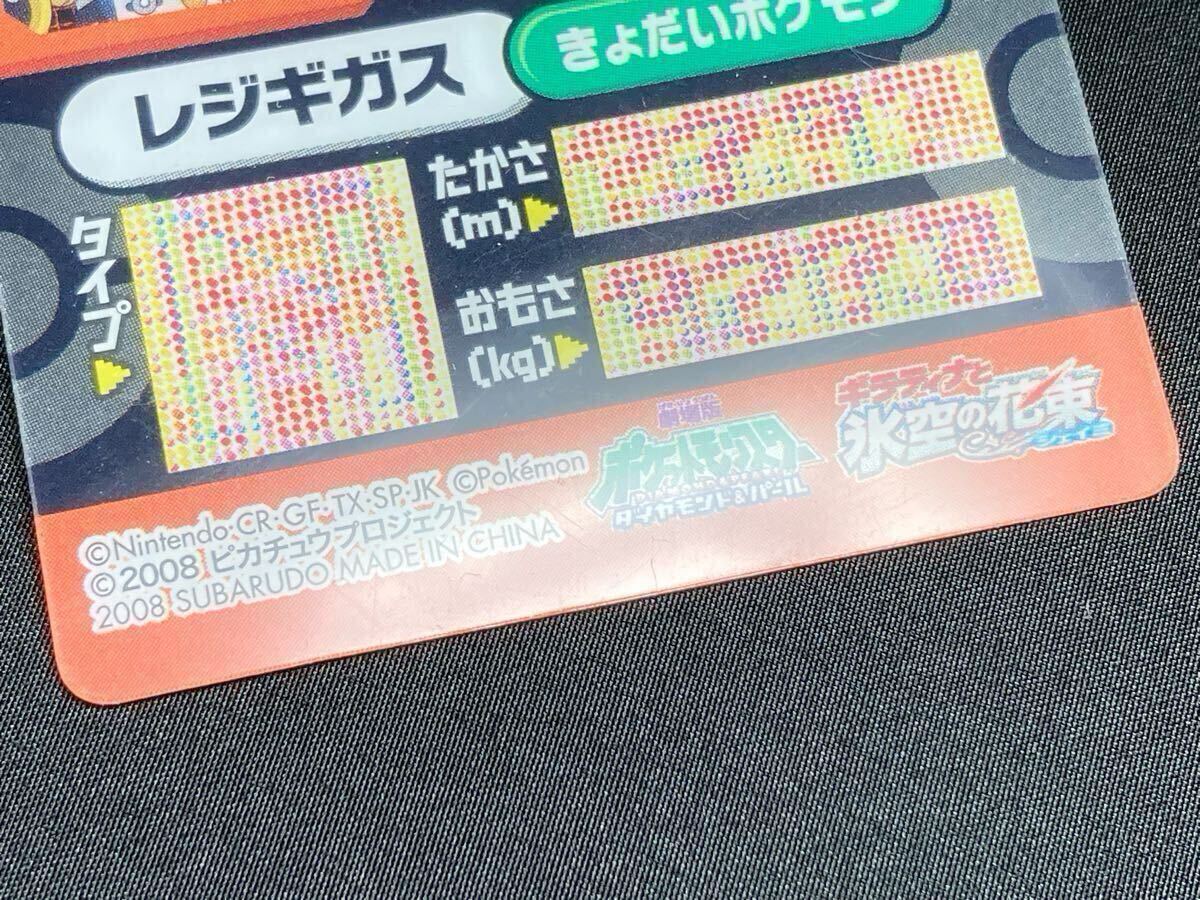 レジギガス
きょだいポケモン
タイプ
たかさ
(m)
おもさ
(kg)
©Nintendo・CR・GF・TX・SP・JK ©Pokémon
©2008 ピカチュウプロジェクト
2008 SUBARUDO MADE IN CHINA
劇場版
ポケットモンスター
ダイヤモンド&パール
ギラティナと
氷空の花束
シェイミ